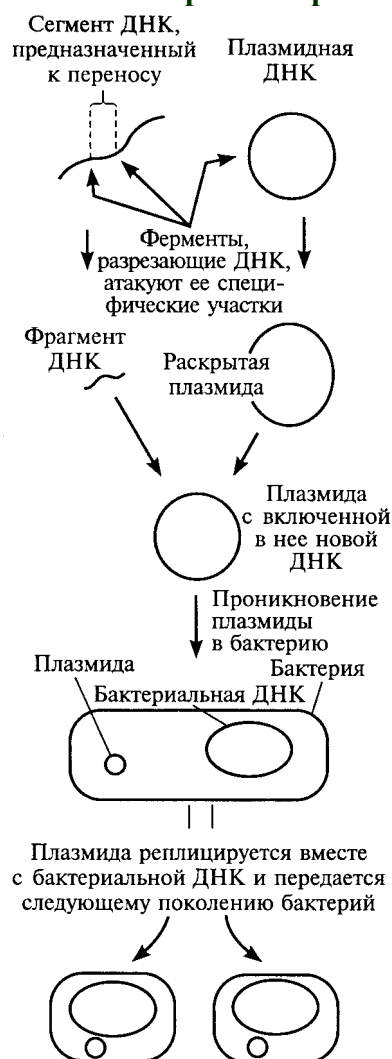 Сегмент ДНК,
предназначенный
к переносу
Плазмидная
ДНК
Ферменты,
разрезающие ДНК,
атакуют ее специ-
фические участки
Фрагмент
ДНК
Раскрытая
плазмида
Плазмида
с включенной
в нее новой
ДНК
Проникновение
плазмиды
в бактерию
Плазмида
Бактерия
Бактериальная ДНК
Плазмида реплицируется вместе
с бактериальной ДНК и передается
следующему поколению бактерий